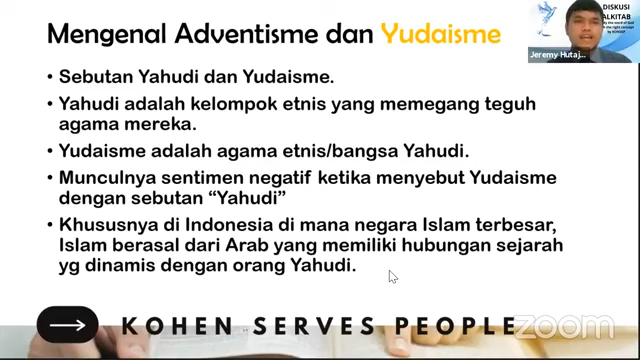 Mengenal Adventisme dan Yudaisme
• Sebutan Yahudi dan Yudaisme.
• Yahudi adalah kelompok etnis yang memegang teguh
agama mereka.
• Yudaisme adalah agama etnis/bangsa Yahudi.
• Munculnya sentimen negatif ketika menyebut Yudaisme
dengan sebutan “Yahudi”
• Khususnya di Indonesia di mana negara Islam terbesar,
Islam berasal dari Arab yang memiliki hubungan sejarah
yg dinamis dengan orang Yahudi.
KOHEN SERVES PEOPLE
zoom
DISKUSI
ALKITAB
Jeremy Hutaj...